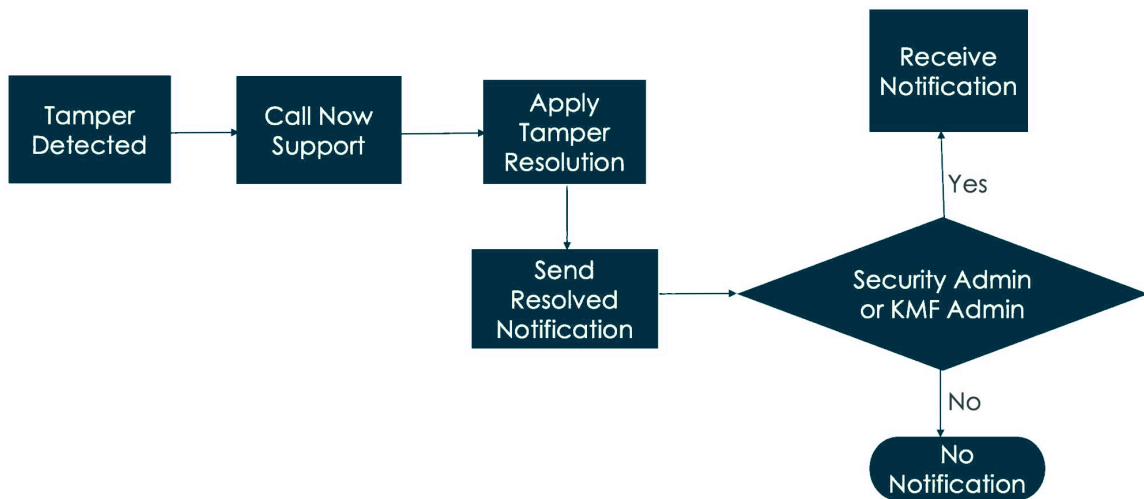 Tamper
Detected
Call Now
Support
Apply
Tamper
Resolution
Send
Resolved
Notification
Security Admin
or KMF Admin
Yes
Receive
Notification
No
No
Notification